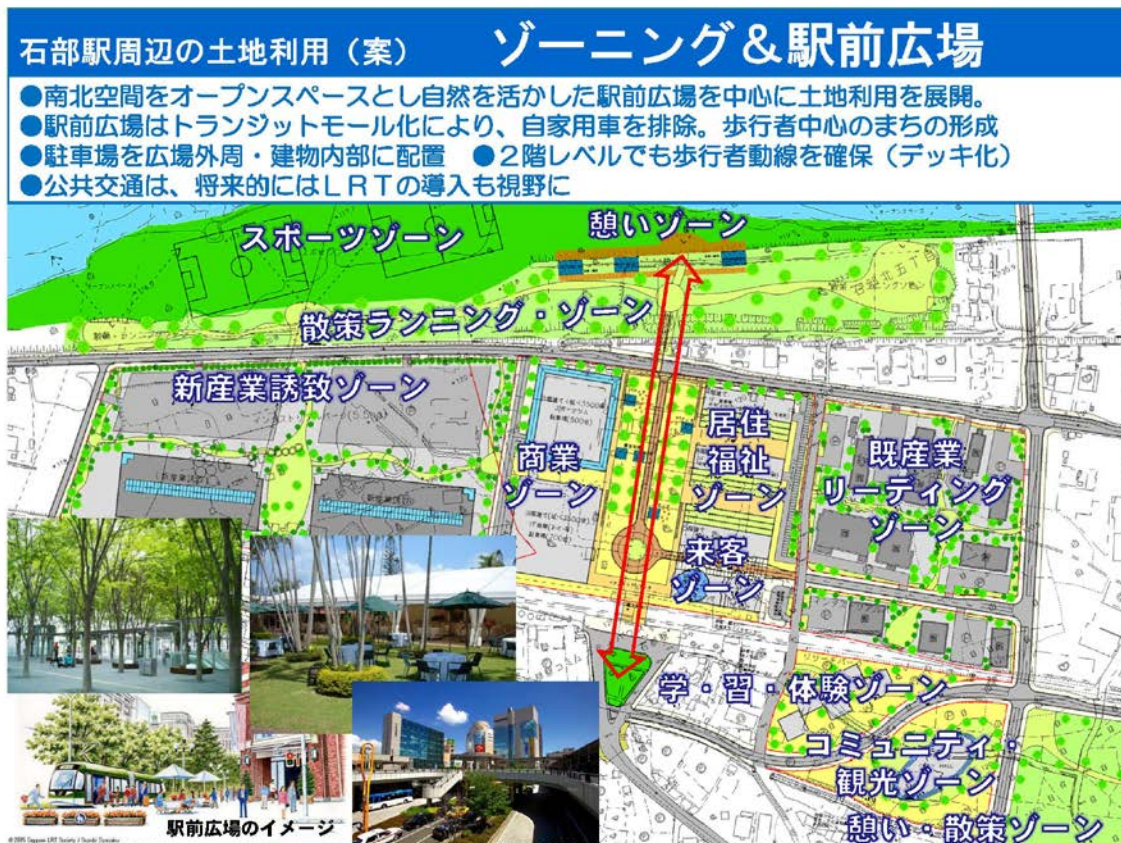 石部駅周辺の土地利用（案）　ゾーニング＆駅前広場
●南北空間をオープンスペースとし自然を活かした駅前広場を中心に土地利用を展開。
●駅前広場はトランジットモール化により、自家用車を排除。歩行者中心のまちの形成
●駐車場を広場外周・建物内部に配置　●２階レベルでも歩行者動線を確保（デッキ化）
●公共交通は、将来的にはＬＲＴの導入も視野に
スポーツゾーン
憩いゾーン
散策ランニング・ゾーン
新産業誘致ゾーン
商業
ゾーン
居住
福祉
ゾーン
既産業
リーディング
ゾーン
来客
ゾーン
学・習・体験ゾーン
コミュニティ・
観光ゾーン
憩い・散策ゾーン
駅前広場のイメージ